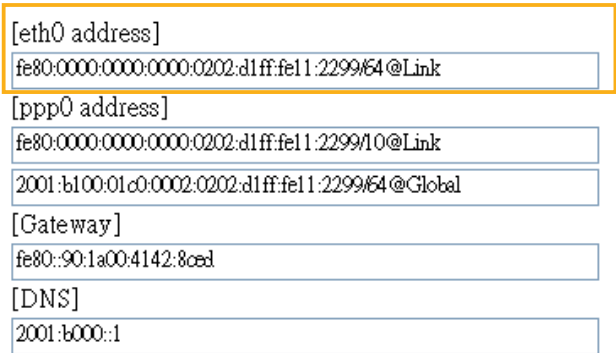 [eth0 address]
fe80:0000:0000:0000:0202:d1ff:fe11:2299/64@Link
[ppp0 address]
fe80:0000:0000:0000:0202:d1ff:fe11:2299/10@Link
2001:b100:01c0:0002:0202:d1ff:fe11:2299/64@Global
[Gateway]
fe80::90:1a00:4142:8ced
[DNS]
2001:b000::1